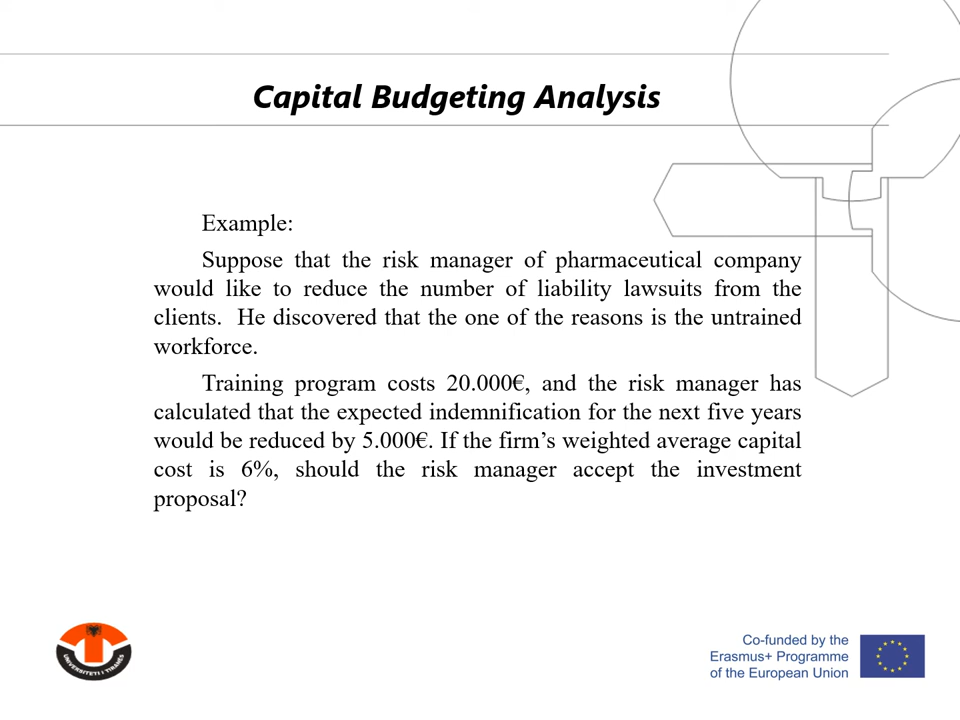 Capital Budgeting Analysis
Example:
Suppose that the risk manager of pharmaceutical company
would like to reduce the number of liability lawsuits from the
clients.  He discovered that the one of the reasons is the untrained
workforce.
Training program costs 20.000€, and the risk manager has
calculated that the expected indemnification for the next five years
would be reduced by 5.000€. If the firm's weighted average capital
cost is 6%, should the risk manager accept the investment
proposal?
UNIVERSITETI I TIRANËS
Co-funded by the
Erasmus+ Programme
of the European Union